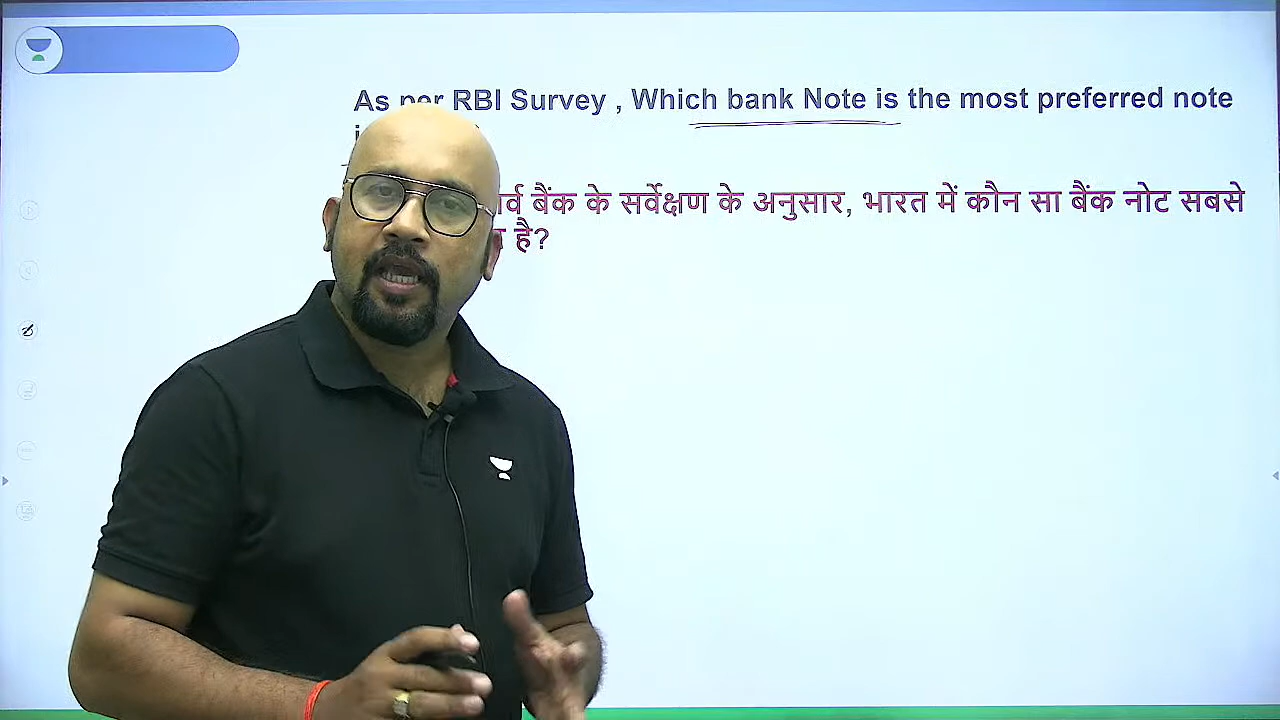 As per RBI Survey , Which bank Note is the most preferred note
बैंक के सर्वेक्षण के अनुसार, भारत में कौन सा बैंक नोट सबसे
है?